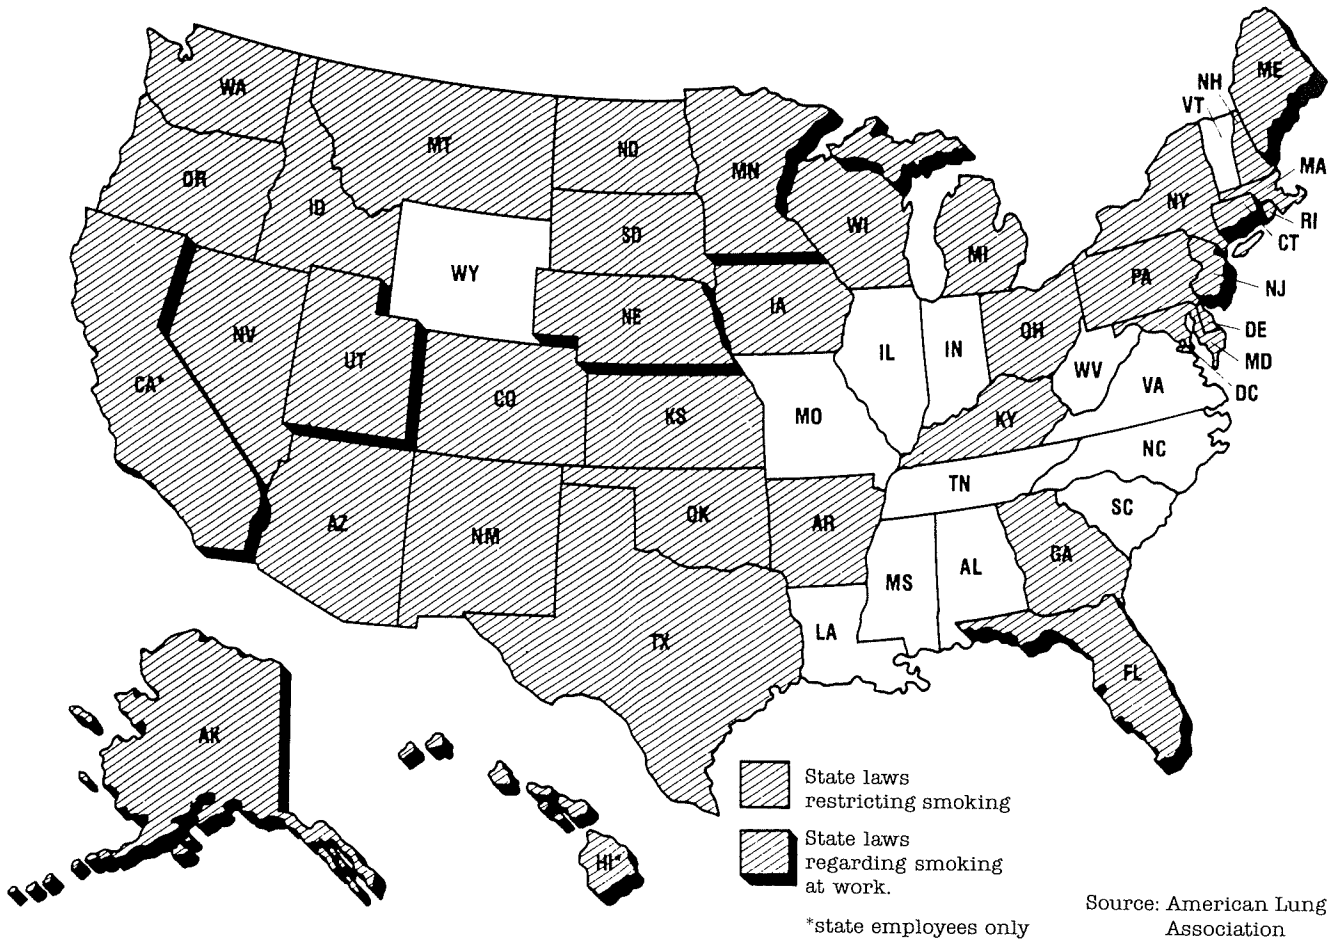 WA
MT
ND
MN
OR
ID
SD
WI
WY
MI
NH
VT
ME
MA
NY
RI
CT
PA
NJ
DE
MD
DC
NV
UT
NE
IA
CA*
CO
KS
MO
IL
IN
OH
WV
VA
KY
NC
TN
SC
AZ
NM
OK
AR
GA
MS
AL
LA
TX
FL
AK
HI*
State laws
restricting smoking
State laws
regarding smoking
at work.
*state employees only
Source: American Lung
Association